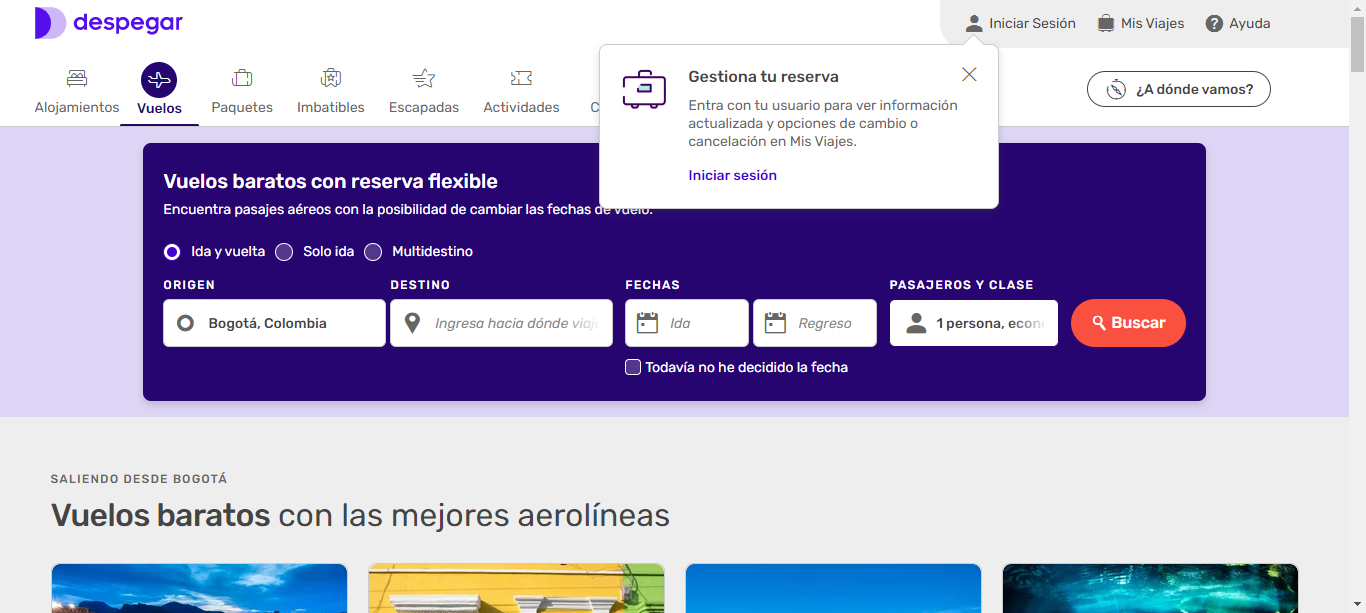 despegar
Iniciar Sesión
Mis Viajes
Ayuda
Alojamientos
Vuelos
Paquetes
Imbatibles
Escapadas
Actividades
¿A dónde vamos?
Gestiona tu reserva
Entra con tu usuario para ver información
actualizada y opciones de cambio o
cancelación en Mis Viajes.
Iniciar sesión
Vuelos baratos con reserva flexible
Encuentra pasajes aéreos con la posibilidad de cambiar las fechas de vuelo.
Ida y vuelta
Solo ida
Multidestino
ORIGEN
DESTINO
FECHAS
PASAJEROS Y CLASE
Bogotá, Colombia
Ingresa hacia dónde viaj
Ida
Regreso
1 persona, econ
Buscar
Todavía no he decidido la fecha
SALIENDO DESDE BOGOTÁ
Vuelos baratos con las mejores aerolíneas